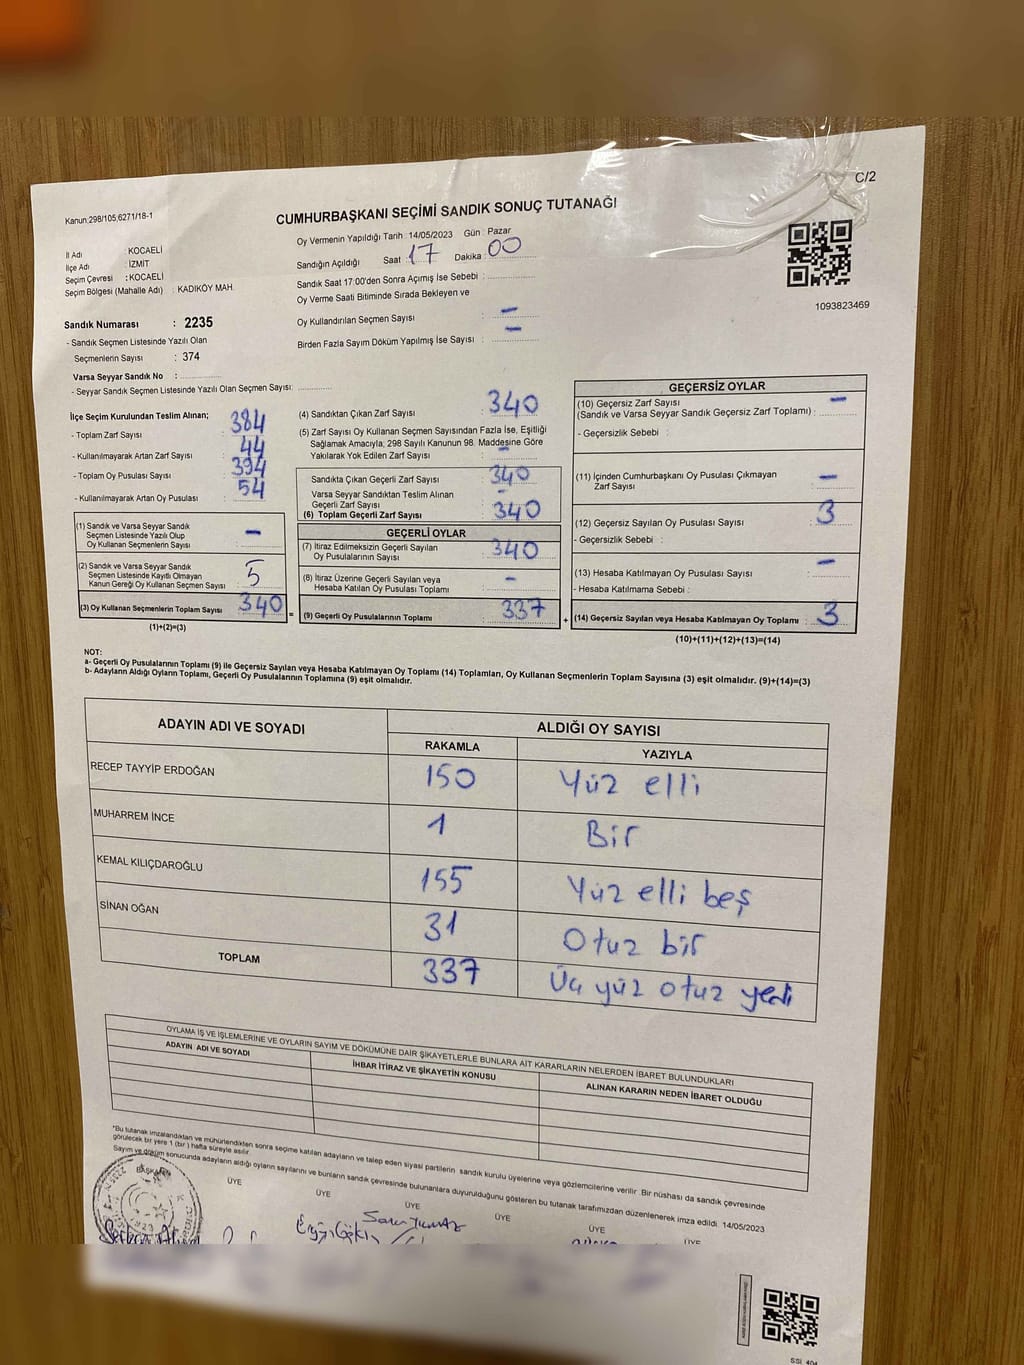 C/2
Kanun:298/105,6271/18-1
CUMHURBAŞKANI SEÇİMİ SANDIK SONUÇ TUTANAĞI
İl Adı : KOCAELİ
İlçe Adı : İZMİT
Seçim Çevresi : KOCAELİ
Seçim Bölgesi (Mahalle Adı) : KADIKÖY MAH.
Oy Vermenin Yapıldığı Tarih : 14/05/2023 Gün : Pazar
Sandığın Açıldığı Saat : 17 Dakika : 00
Sandık Saat 17:00'den Sonra Açımış İse Sebebi :
Oy Verme Saati Bitiminde Sırada Bekleyen ve
Oy Kullandırılan Seçmen Sayısı : -
Birden Fazla Sayım Döküm Yapılmış İse Sayısı : -
1093823469
Sandık Numarası : 2235
- Sandık Seçmen Listesinde Yazılı Olan
Seçmenlerin Sayısı : 374
Varsa Seyyar Sandık No :
- Seyyar Sandık Seçmen Listesinde Yazılı Olan Seçmen Sayısı:
İlçe Seçim Kurulundan Teslim Alınan;
- Toplam Zarf Sayısı : 384
- Kullanılmayarak Artan Zarf Sayısı : 44
- Toplam Oy Pusulası Sayısı : 394
- Kullanılmayarak Artan Oy Pusulası : 54
(1) Sandık ve Varsa Seyyar Sandık
Seçmen Listesinde Yazılı Olup
Oy Kullanan Seçmenlerin Sayısı : -
(2) Sandık ve Varsa Seyyar Sandık
Seçmen Listesinde Kayıtlı Olmayan
Kanun Gereği Oy Kullanan Seçmen Sayısı : 5
(3) Oy Kullanan Seçmenlerin Toplam Sayısı : 340 =
(1)+(2)=(3)
(4) Sandıktan Çıkan Zarf Sayısı : 340
(5) Zarf Sayısı Oy Kullanan Seçmen Sayısından Fazla İse, Eşitliği
Sağlamak Amacıyla, 298 Sayılı Kanunun 98. Maddesine Göre
Yakılarak Yok Edilen Zarf Sayısı : -
Sandıkta Çıkan Geçerli Zarf Sayısı : 340
Varsa Seyyar Sandıktan Teslim Alınan
Geçerli Zarf Sayısı : -
(6) Toplam Geçerli Zarf Sayısı : 340
GEÇERLİ OYLAR
(7) İtiraz Edilmeksizin Geçerli Sayılan
Oy Pusulalarının Sayısı : 340
(8) İtiraz Üzerine Geçerli Sayılan veya
Hesaba Katılan Oy Pusulası Toplamı : -
(9) Geçerli Oy Pusulalarının Toplamı : 337 +
GEÇERSİZ OYLAR
(10) Geçersiz Zarf Sayısı
(Sandık ve Varsa Seyyar Sandık Geçersiz Zarf Toplamı) : -
- Geçersizlik Sebebi :
(11) İçinden Cumhurbaşkanı Oy Pusulası Çıkmayan
Zarf Sayısı : -
(12) Geçersiz Sayılan Oy Pusulası Sayısı : 3
- Geçersizlik Sebebi :
(13) Hesaba Katılmayan Oy Pusulası Sayısı : -
- Hesaba Katılmama Sebebi :
(14) Geçersiz Sayılan veya Hesaba Katılmayan Oy Toplamı : 3
(10)+(11)+(12)+(13)=(14)
NOT:
a- Geçerli Oy Pusulalarının Toplamı (9) ile Geçersiz Sayılan veya Hesaba Katılmayan Oy Toplamı (14) Toplamları, Oy Kullanan Seçmenlerin Toplam Sayısına (3) eşit olmalıdır. (9)+(14)=(3)
b- Adayların Aldığı Oyların Toplamı, Geçerli Oy Pusulalarının Toplamına (9) eşit olmalıdır.
ADAYIN ADI VE SOYADI ALDIĞI OY SAYISI
RAKAMLA YAZIYLA
RECEP TAYYİP ERDOĞAN 150 Yüz elli
MUHARREM İNCE 1 Bir
KEMAL KILIÇDAROĞLU 155 Yüz elli beş
SİNAN OĞAN 31 Otuz bir
TOPLAM 337 Üç yüz otuz yedi
OYLAMA İŞ VE İŞLEMLERİNE VE OYLARIN SAYIM VE DÖKÜMÜNE DAİR ŞİKAYETLERLE BUNLARA AİT KARARLARIN NELERDEN İBARET BULUNDUKLARI
ADAYIN ADI VE SOYADI İHBAR İTİRAZ VE ŞİKAYETİN KONUSU ALINAN KARARIN NEDEN İBARET OLDUĞU
*Bu tutanak imzalandıktan ve mühürlendikten sonra seçime katılan adayların ve talep eden siyasi partilerin sandık kurulu üyelerine veya gözlemcilerine verilir. Bir nüshası da sandık çevresinde
görülecek bir yere 1 (bir) hafta süreyle asılır.
Sayım ve döküm sonucunda adayların aldığı oyların sayılarını ve bunların sandık çevresinde bulunanlara duyurulduğunu gösteren bu tutanak tarafımızdan düzenlenerek imza edildi. 14/05/2023
BAŞKAN ÜYE ÜYE ÜYE ÜYE ÜYE ÜYE